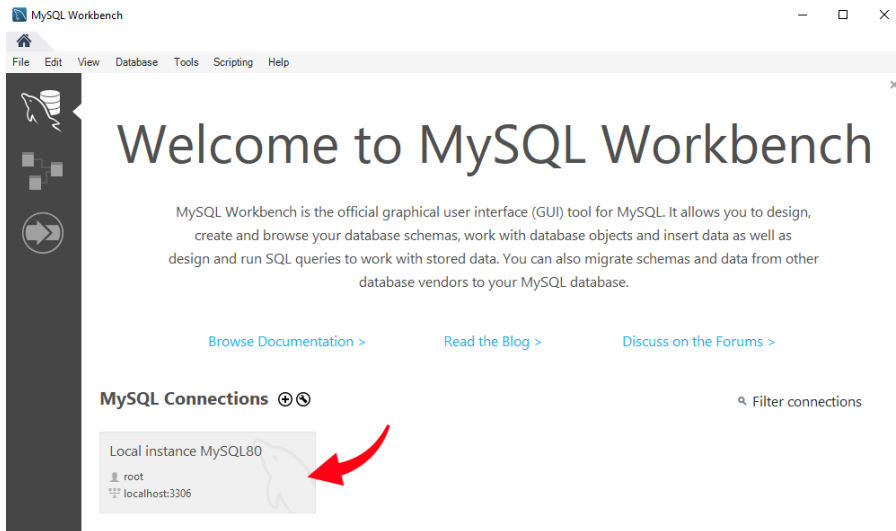 MySQL Workbench
File Edit View Database Tools Scripting Help
Welcome to MySQL Workbench
MySQL Workbench is the official graphical user interface (GUI) tool for MySQL. It allows you to design,
create and browse your database schemas, work with database objects and insert data as well as
design and run SQL queries to work with stored data. You can also migrate schemas and data from other
database vendors to your MySQL database.
Browse Documentation > Read the Blog > Discuss on the Forums >
MySQL Connections Filter connections
Local instance MySQL80
root
localhost:3306